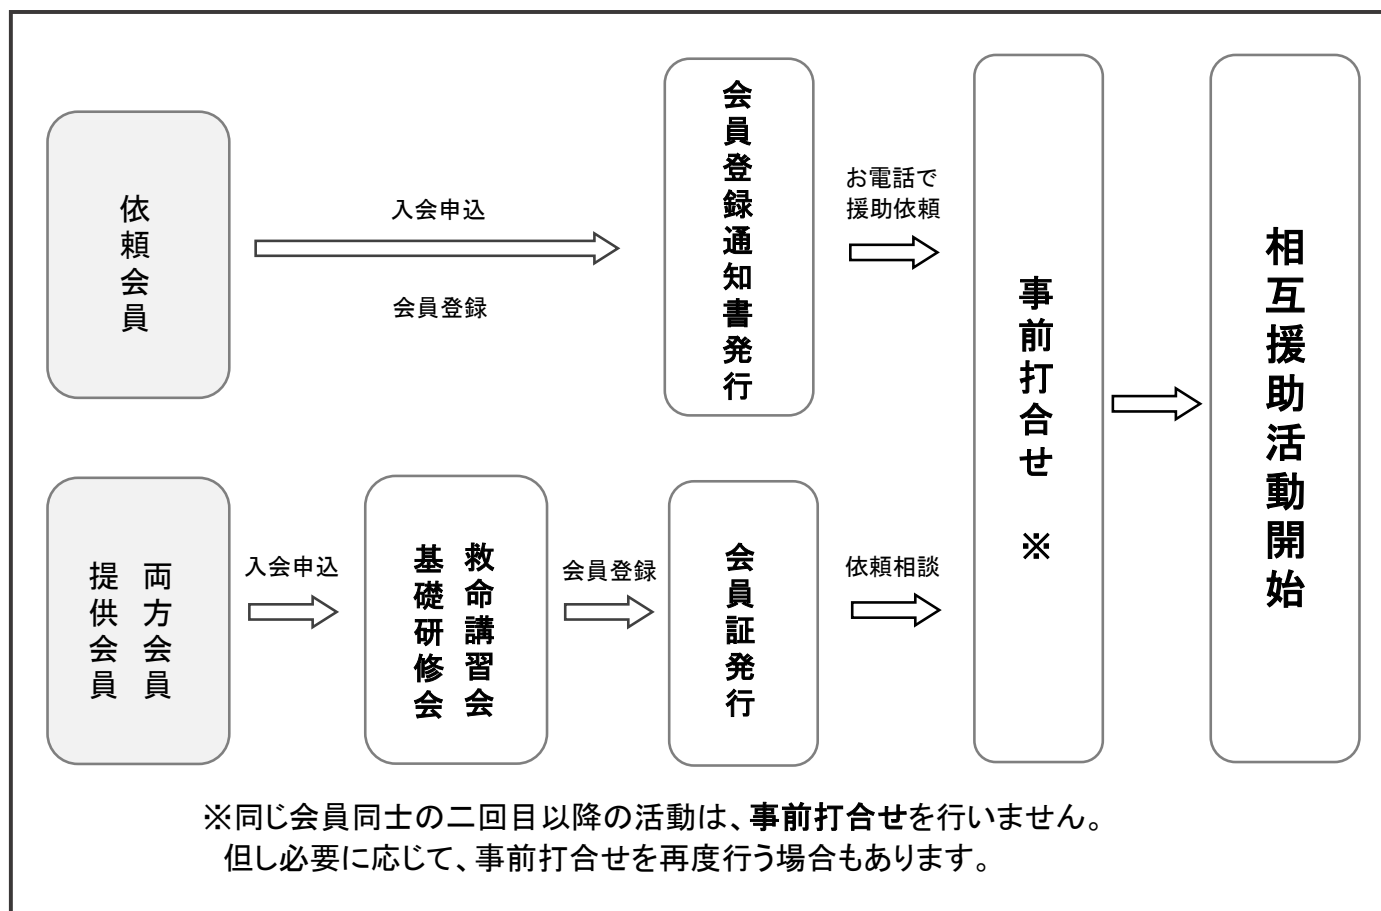 依頼会員
入会申込
会員登録
会員登録通知書発行
お電話で
援助依頼
両方会員
提供会員
入会申込
救命講習会
基礎研修会
会員登録
会員証発行
依頼相談
事前打合せ ※
相互援助活動開始
※同じ会員同士の二回目以降の活動は、事前打合せを行いません。
但し必要に応じて、事前打合せを再度行う場合もあります。